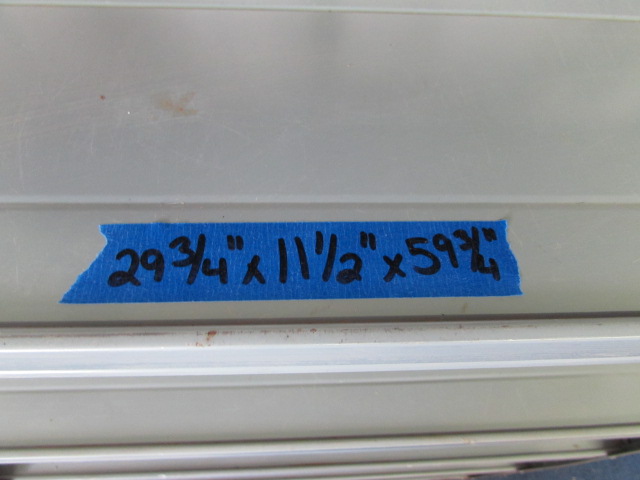 29 3/4" x 11 1/2" x 59 3/4"